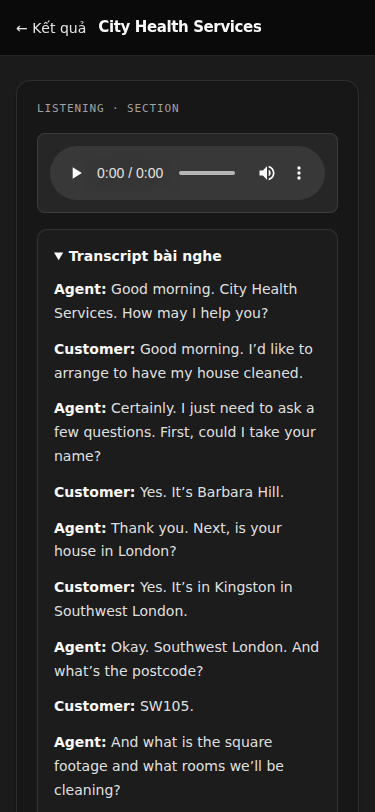 ← Kết quả City Health Services
LISTENING · SECTION
0:00 / 0:00
▼ Transcript bài nghe
Agent: Good morning. City Health
Services. How may I help you?
Customer: Good morning. I’d like to
arrange to have my house cleaned.
Agent: Certainly. I just need to ask a
few questions. First, could I take your
name?
Customer: Yes. It’s Barbara Hill.
Agent: Thank you. Next, is your
house in London?
Customer: Yes. It’s in Kingston in
Southwest London.
Agent: Okay. Southwest London. And
what’s the postcode?
Customer: SW105.
Agent: And what is the square
footage and what rooms we’ll be
cleaning?